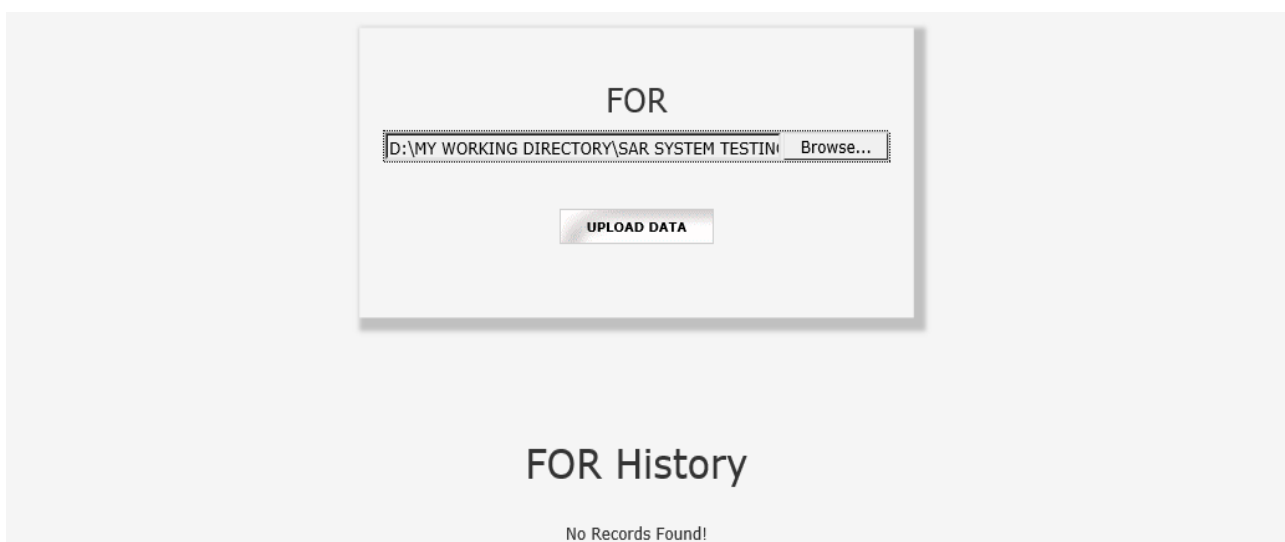 FOR
D:\MY WORKING DIRECTORY\SAR SYSTEM TESTIN Browse...
UPLOAD DATA
FOR History
No Records Found!